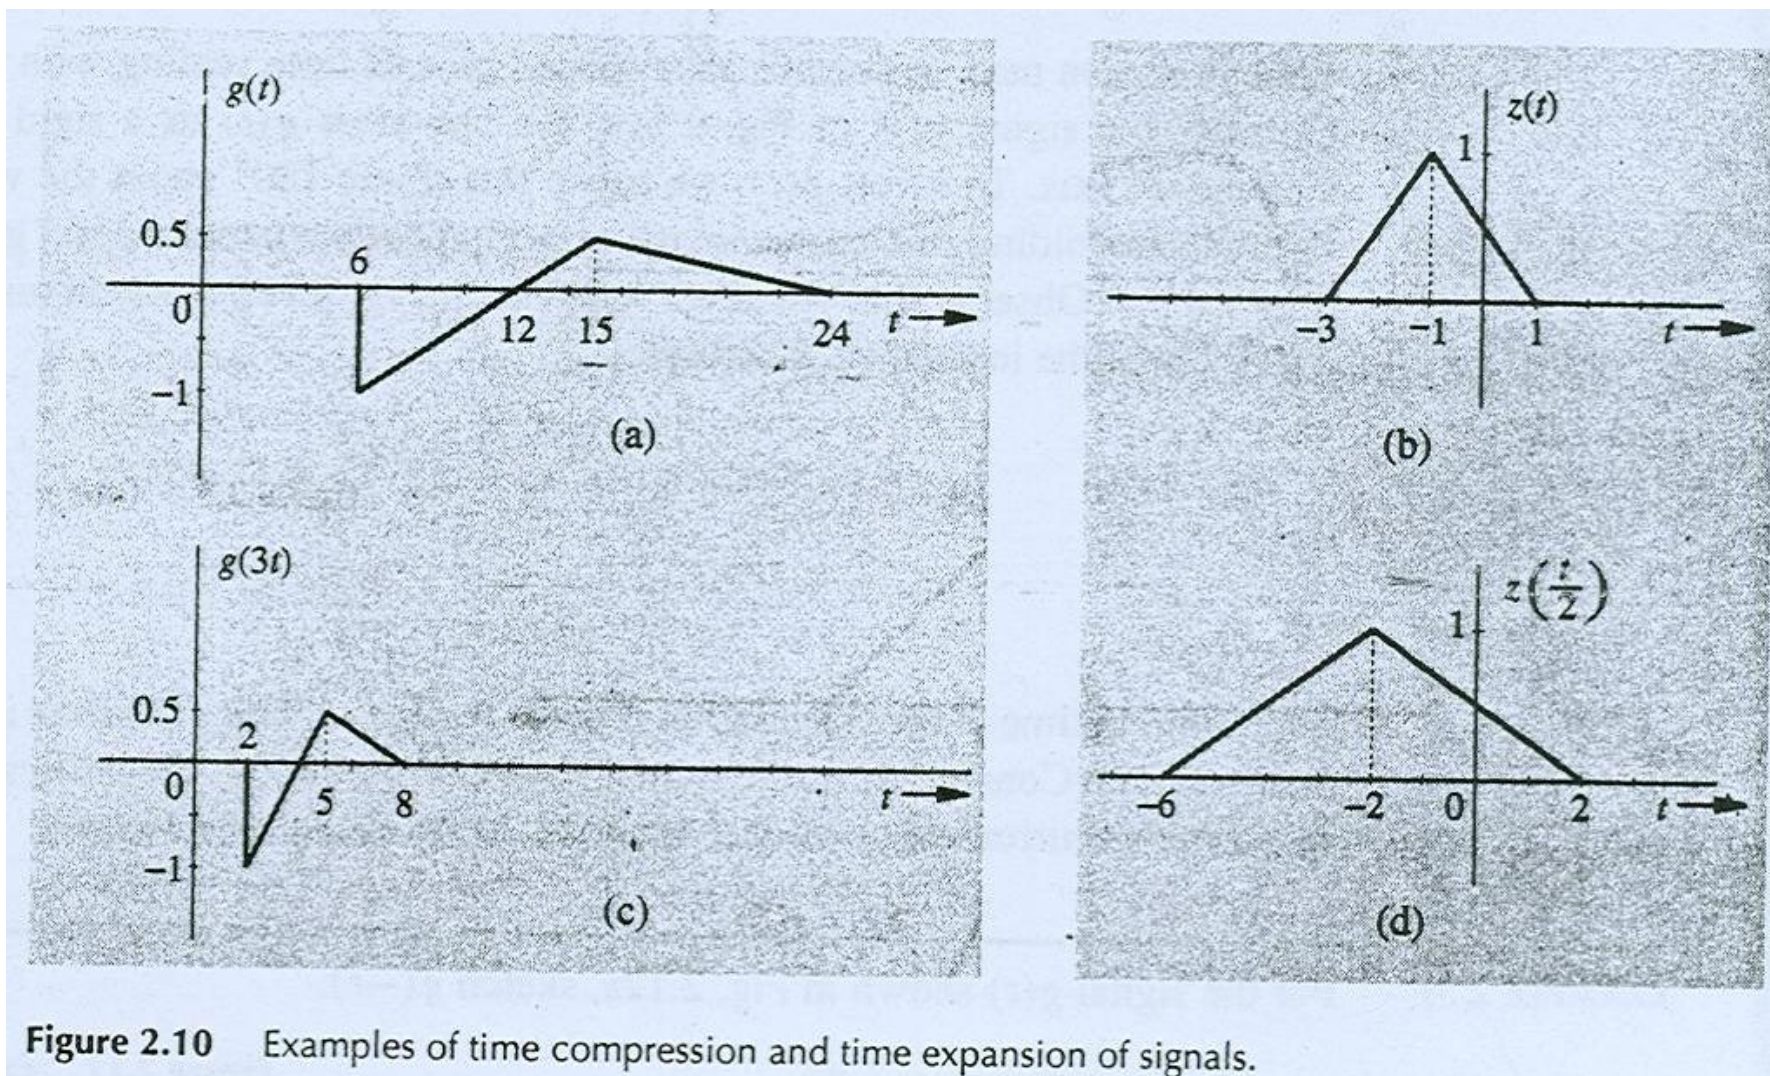 g(t)
0.5
6
0
12 15 24 t
−1
(a)
z(t)
1
−3 −1 1 t
(b)
g(3t)
0.5
2
0
5 8 t
−1
(c)
z(t/2)
1
−6 −2 0 2 t
(d)
Figure 2.10 Examples of time compression and time expansion of signals.